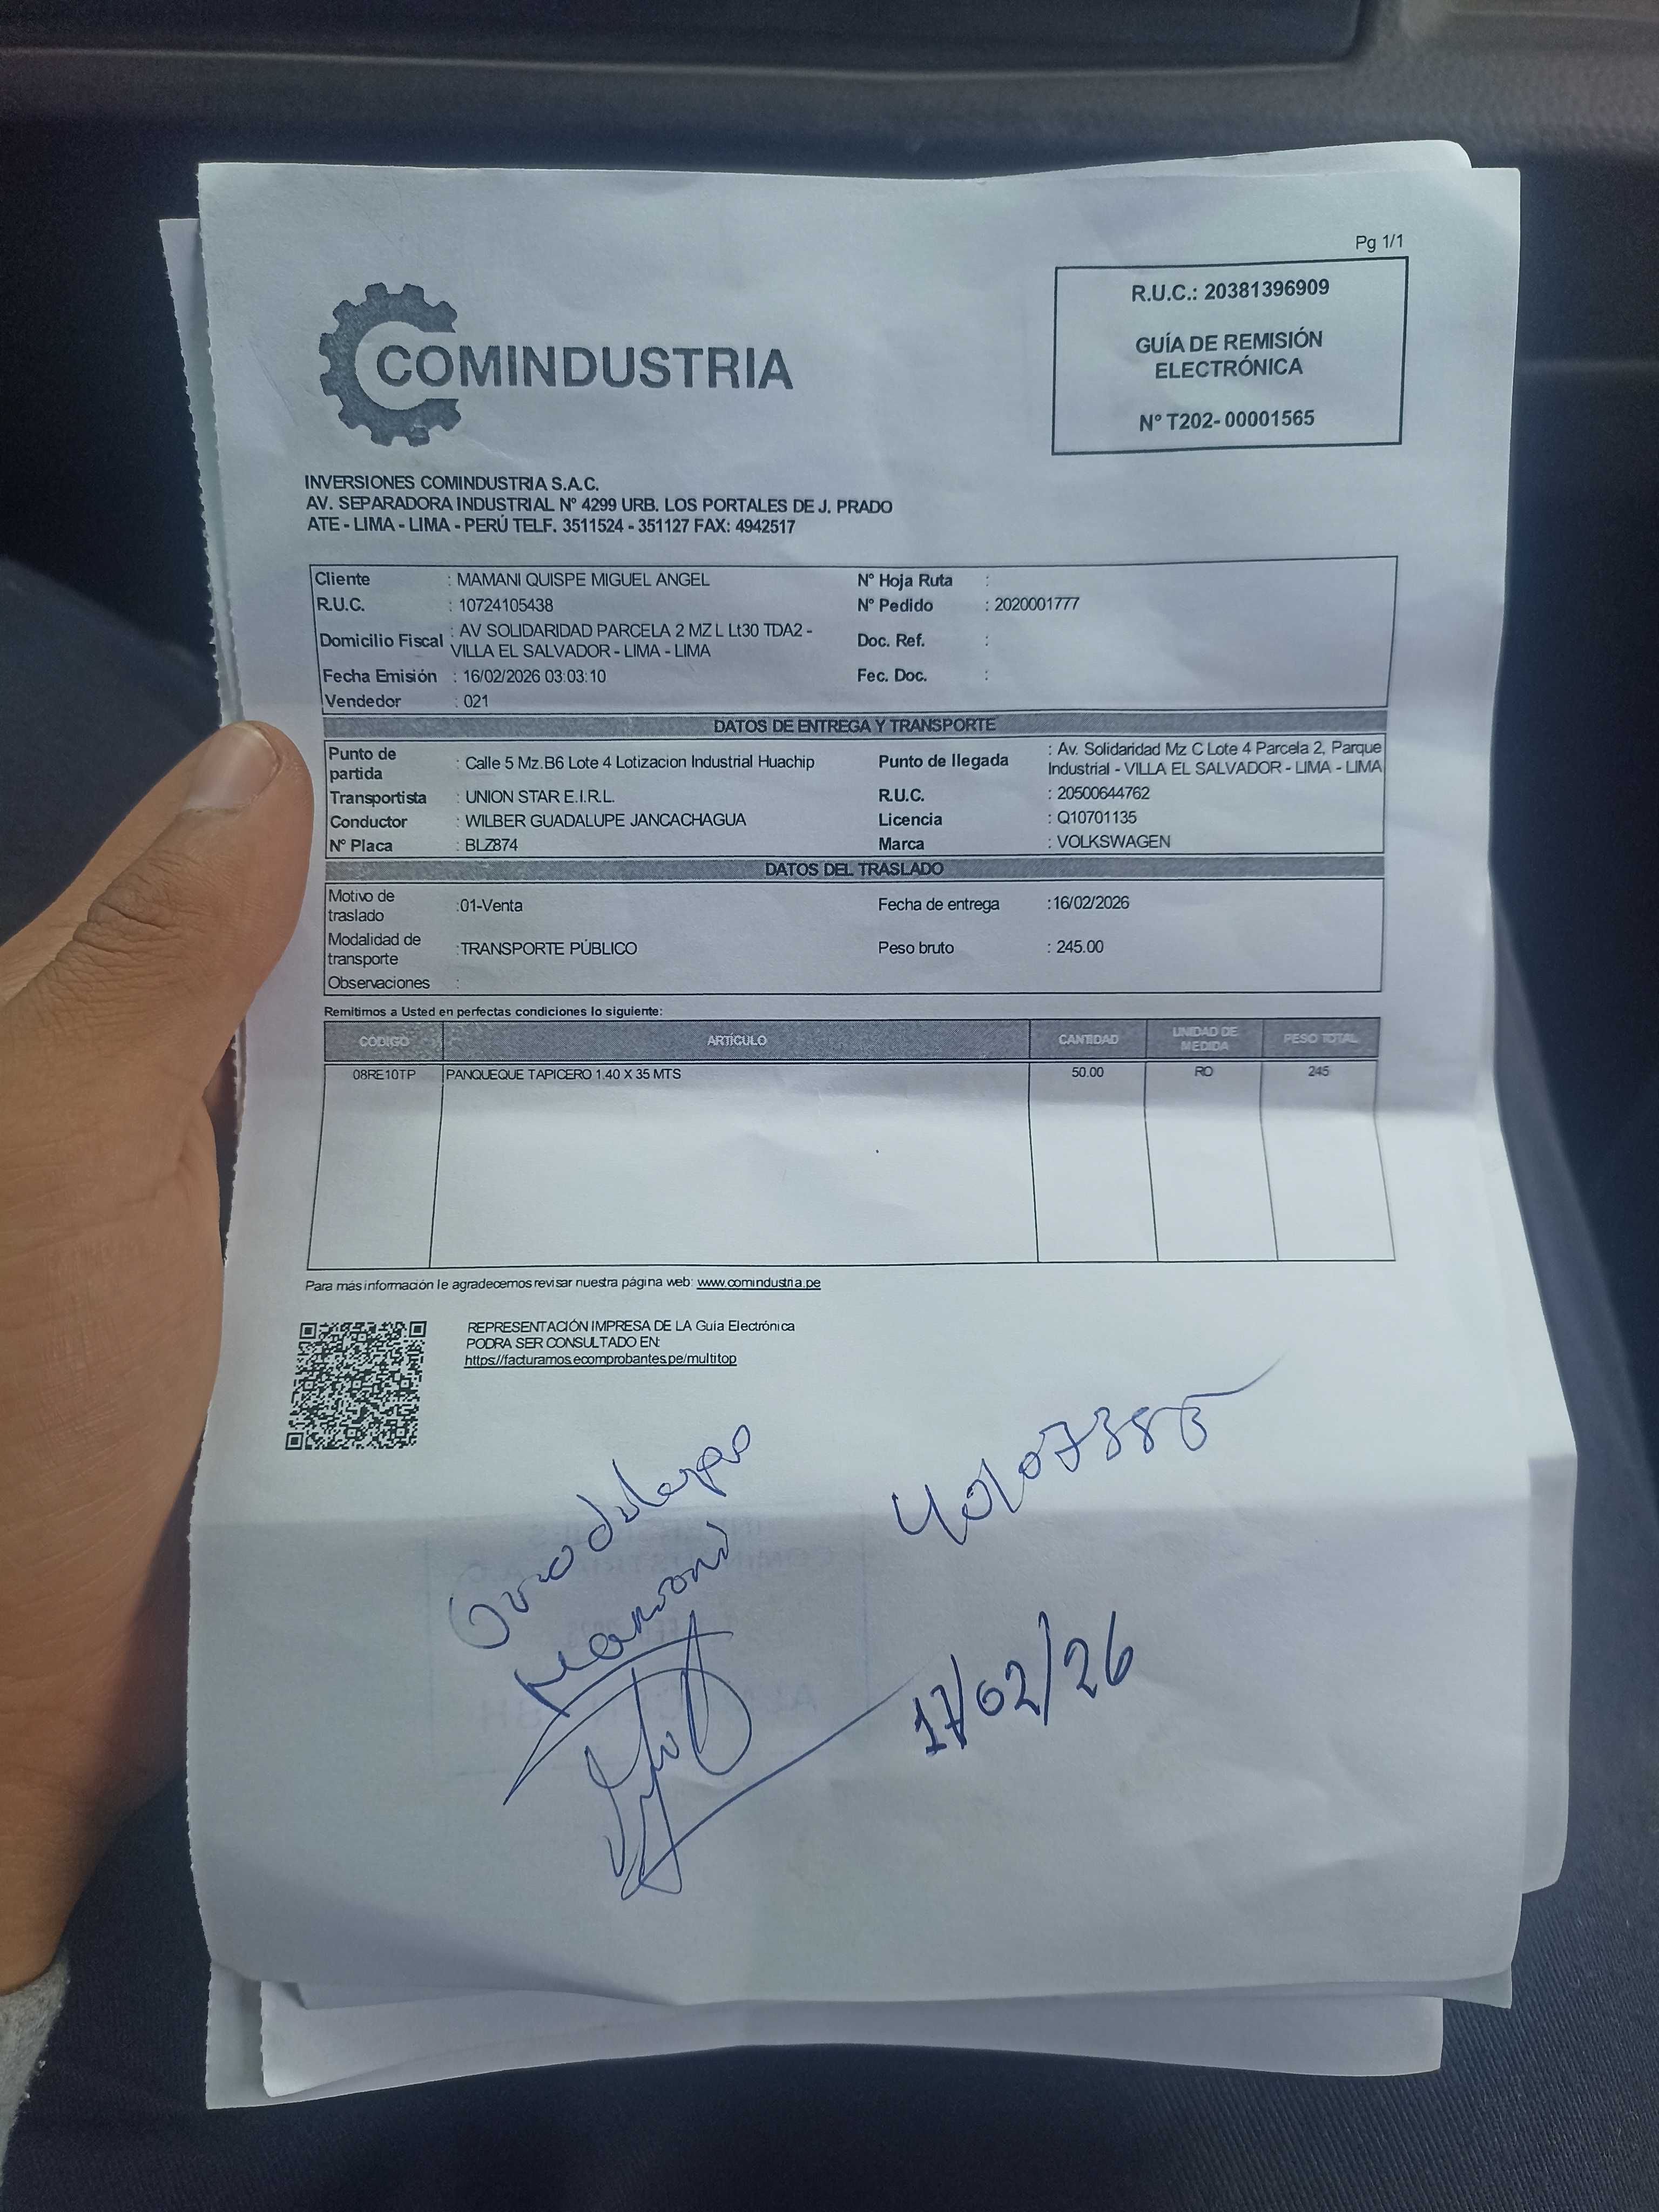 Pg 1/1
R.U.C.: 20381396909
GUÍA DE REMISIÓN
ELECTRÓNICA
Nº T202- 00001565
COMINDUSTRIA
INVERSIONES COMINDUSTRIA S.A.C.
AV. SEPARADORA INDUSTRIAL Nº 4299 URB. LOS PORTALES DE J. PRADO
ATE - LIMA - LIMA - PERÚ TELF. 3511524 - 351127 FAX: 4942517
Cliente : MAMANI QUISPE MIGUEL ANGEL Nº Hoja Ruta :
R.U.C. : 10724105438 Nº Pedido : 2020001777
Domicilio Fiscal : AV SOLIDARIDAD PARCELA 2 MZ L Lt30 TDA2 - VILLA EL SALVADOR - LIMA - LIMA Doc. Ref. :
Fecha Emisión : 16/02/2026 03:03:10 Fec. Doc. :
Vendedor : 021
DATOS DE ENTREGA Y TRANSPORTE
Punto de partida : Calle 5 Mz.B6 Lote 4 Lotizacion Industrial Huachip Punto de llegada : Av. Solidaridad Mz C Lote 4 Parcela 2, Parque Industrial - VILLA EL SALVADOR - LIMA - LIMA
Transportista : UNION STAR E.I.R.L. R.U.C. : 20500644762
Conductor : WILBER GUADALUPE JANCACHAGUA Licencia : Q10701135
Nº Placa : BLZ874 Marca : VOLKSWAGEN
DATOS DEL TRASLADO
Motivo de traslado :01-Venta Fecha de entrega :16/02/2026
Modalidad de transporte :TRANSPORTE PÚBLICO Peso bruto : 245.00
Observaciones :
Remitimos a Usted en perfectas condiciones lo siguiente:
CÓDIGO ARTÍCULO CANTIDAD UNIDAD DE MEDIDA PESO TOTAL
08RE10TP PANQUEQUE TAPICERO 1.40 X 35 MTS 50.00 RO 245
Para más información le agradecemos revisar nuestra página web: www.comindustria.pe
REPRESENTACIÓN IMPRESA DE LA Guía Electrónica
PODRA SER CONSULTADO EN:
https://facturamos.ecomprobantes.pe/multitop
Mamani
17/02/26